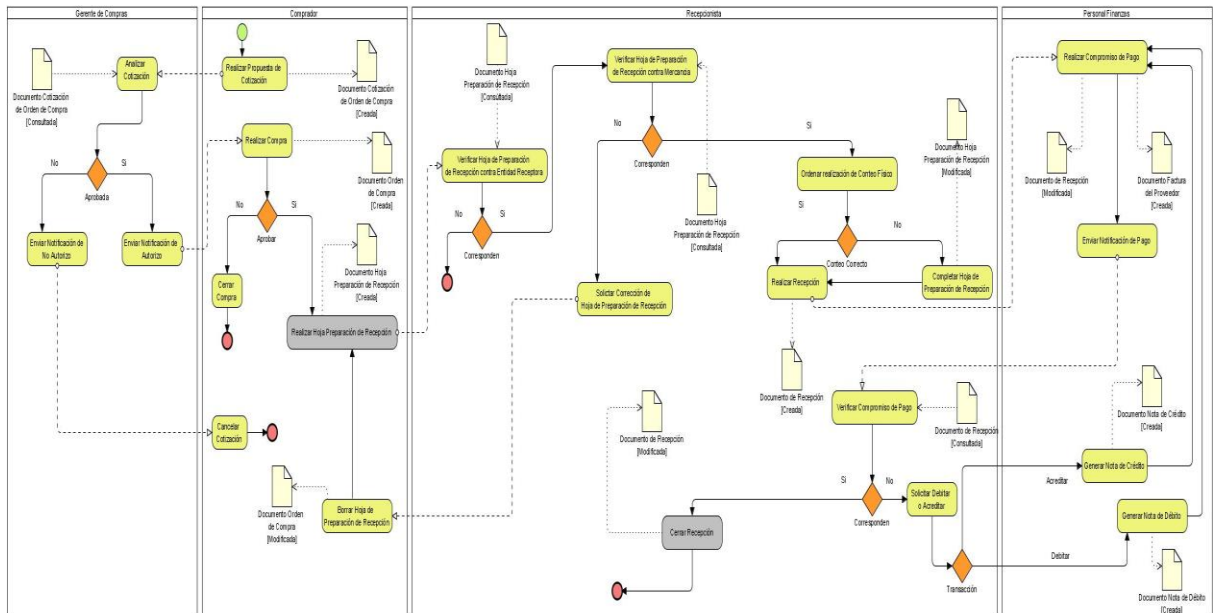 Gerente de Compras
Documento Cotización
de Orden de Compra
[Consultada]
Analizar
Cotización
No
Si
Aprobada
Enviar Notificación de
No Autorizo
Enviar Notificación de
Autorizo
Comprador
Realizar Propuesta de
Cotización
Documento Cotización
de Orden de Compra
[Creada]
Realizar Compra
Documento Orden
de Compra
[Creada]
No
Si
Aprobar
Cerrar
Compra
Documento Hoja
Preparación de Recepción
[Creada]
Realizar Hoja Preparación de Recepción
Cancelar
Cotización
Documento Orden
de Compra
[Modificada]
Borrar Hoja de
Preparación de Recepción
Recepcionista
Documento Hoja
Preparación de Recepción
[Consultada]
Verificar Hoja de Preparación
de Recepción contra Entidad Receptora
No
Si
Corresponden
Verificar Hoja de Preparación
de Recepción contra Mercancia
No
Si
Corresponden
Documento Hoja
Preparación de Recepción
[Consultada]
Solicitar Corrección de
Hoja de Preparación de Recepción
Ordenar realización de Conteo Físico
Documento Hoja
Preparación de Recepción
[Modificada]
Si
No
Conteo Correcto
Realizar Recepción
Completar Hoja de
Preparación de Recepción
Documento de Recepción
[Creada]
Verificar Compromiso de Pago
Documento de Recepción
[Consultada]
Documento de Recepción
[Modificada]
Si
No
Corresponden
Solicitar Debitar
o Acreditar
Cerrar Recepción
Transacción
Personal Finanzas
Realizar Compromiso de Pago
Documento de Recepción
[Modificada]
Documento Factura
del Proveedor
[Creada]
Enviar Notificación de Pago
Documento Nota de Crédito
[Creada]
Generar Nota de Crédito
Acreditar
Generar Nota de Débito
Debitar
Documento Nota de Débito
[Creada]